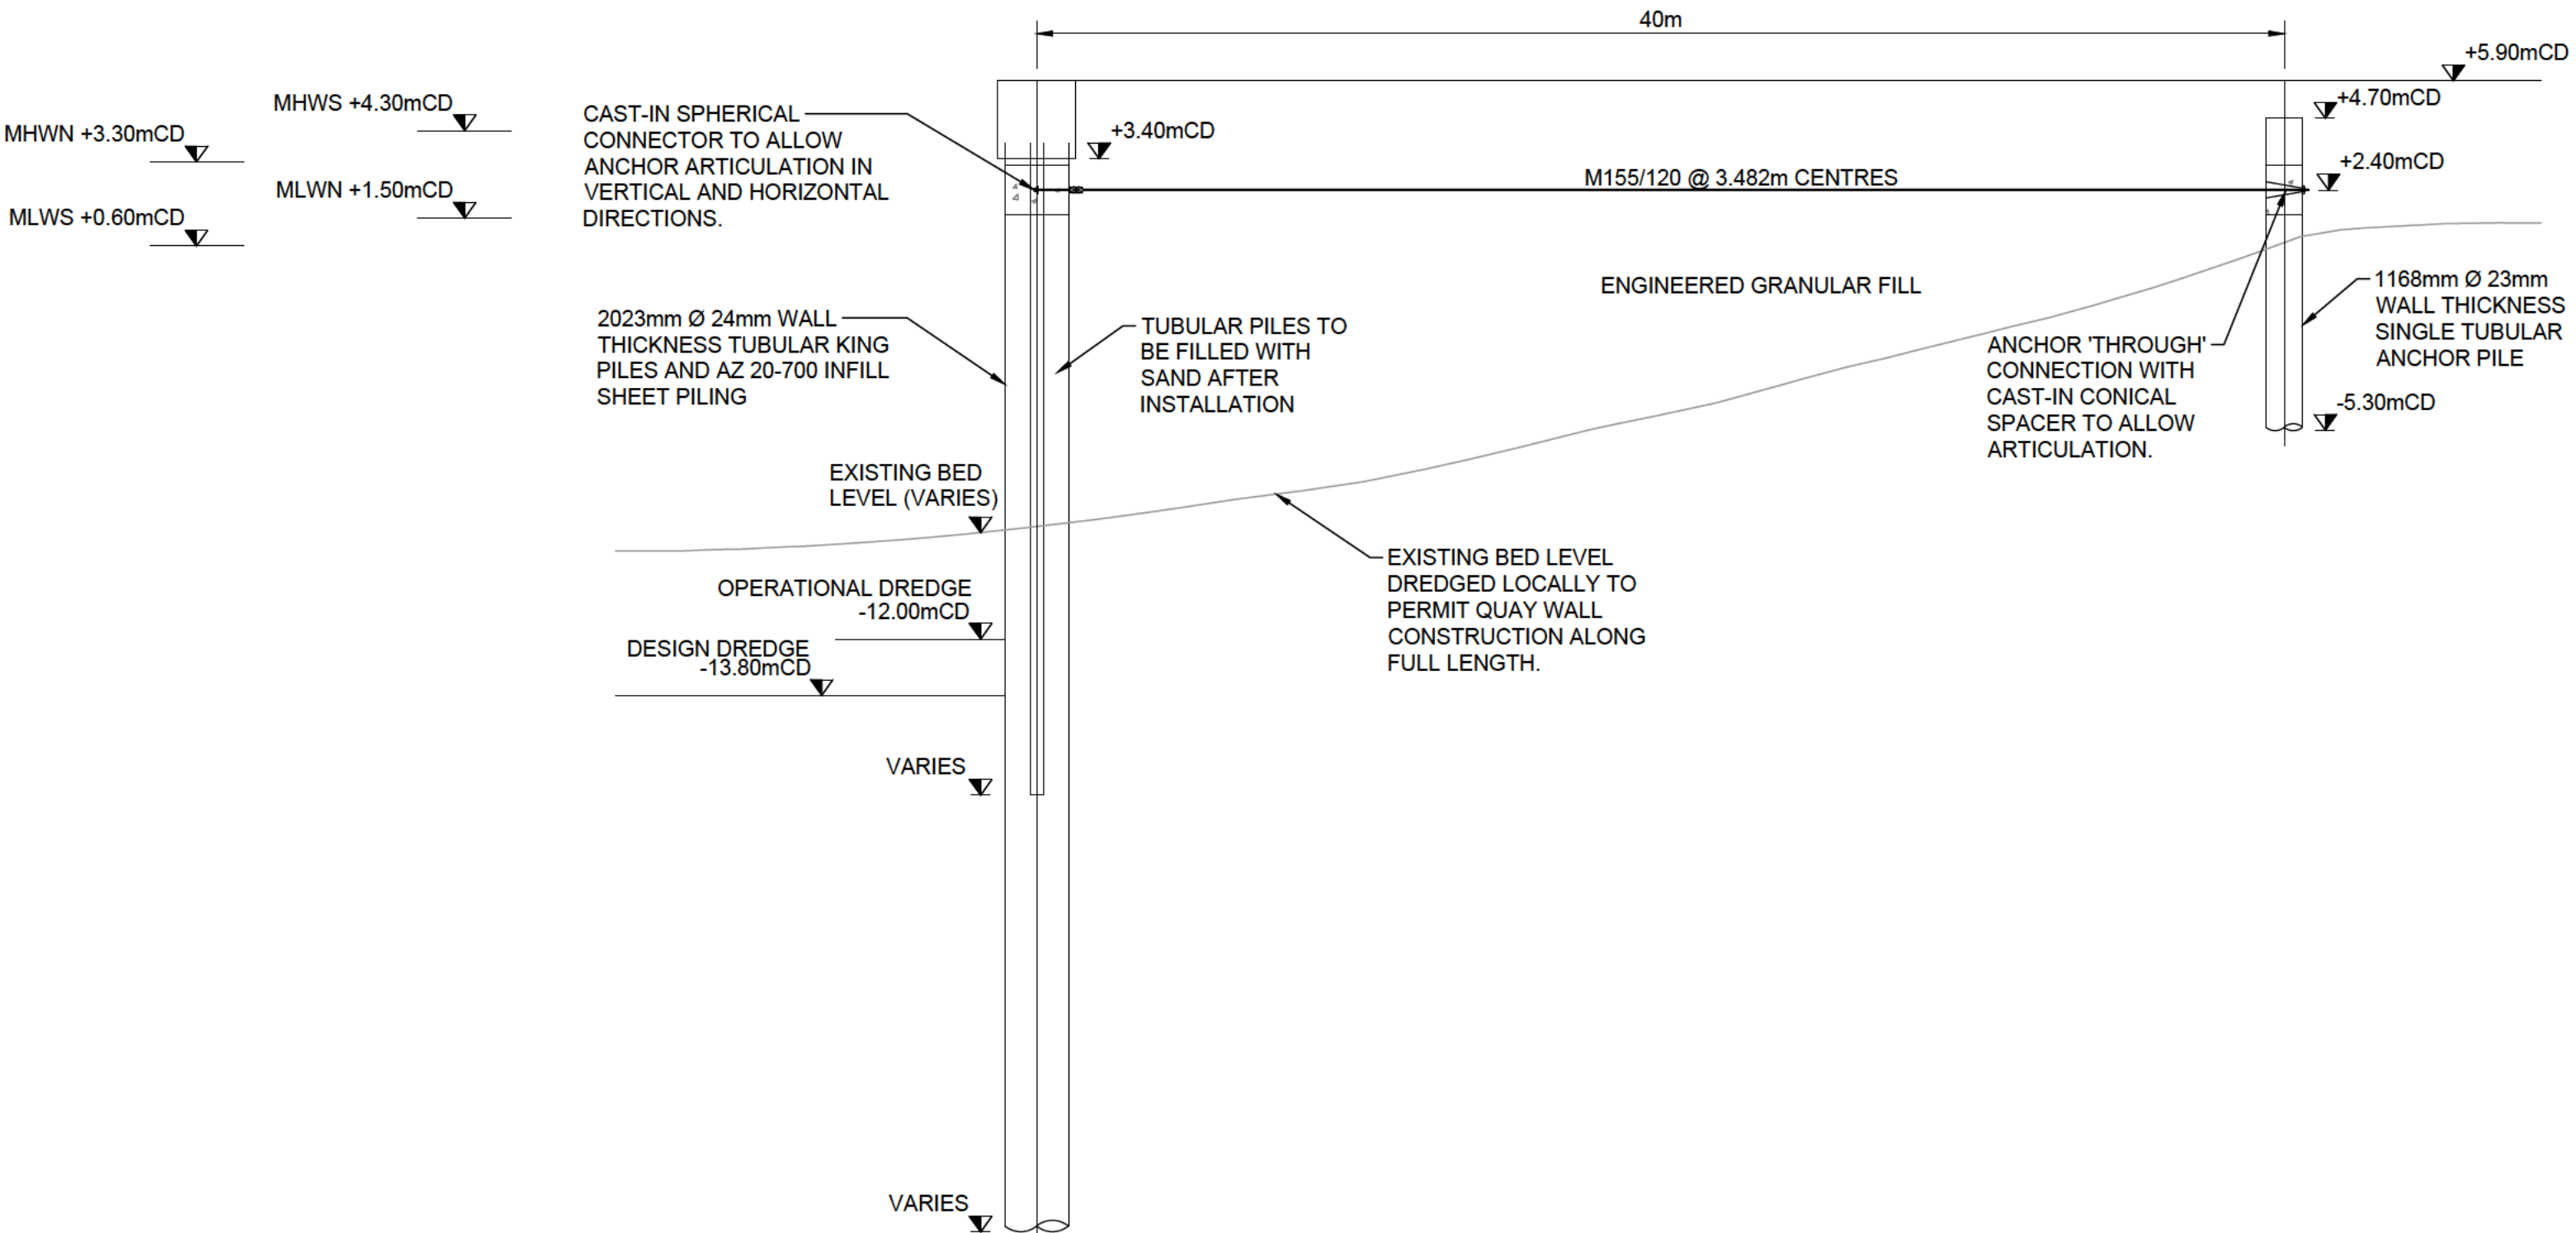 40m
+5.90mCD
MHWS +4.30mCD
MHWN +3.30mCD
MLWN +1.50mCD
MLWS +0.60mCD
CAST-IN SPHERICAL
CONNECTOR TO ALLOW
ANCHOR ARTICULATION IN
VERTICAL AND HORIZONTAL
DIRECTIONS.
+3.40mCD
+4.70mCD
+2.40mCD
M155/120 @ 3.482m CENTRES
2023mm Ø 24mm WALL
THICKNESS TUBULAR KING
PILES AND AZ 20-700 INFILL
SHEET PILING
TUBULAR PILES TO
BE FILLED WITH
SAND AFTER
INSTALLATION
ENGINEERED GRANULAR FILL
ANCHOR 'THROUGH'
CONNECTION WITH
CAST-IN CONICAL
SPACER TO ALLOW
ARTICULATION.
1168mm Ø 23mm
WALL THICKNESS
SINGLE TUBULAR
ANCHOR PILE
-5.30mCD
EXISTING BED
LEVEL (VARIES)
EXISTING BED LEVEL
DREDGED LOCALLY TO
PERMIT QUAY WALL
CONSTRUCTION ALONG
FULL LENGTH.
OPERATIONAL DREDGE
-12.00mCD
DESIGN DREDGE
-13.80mCD
VARIES
VARIES